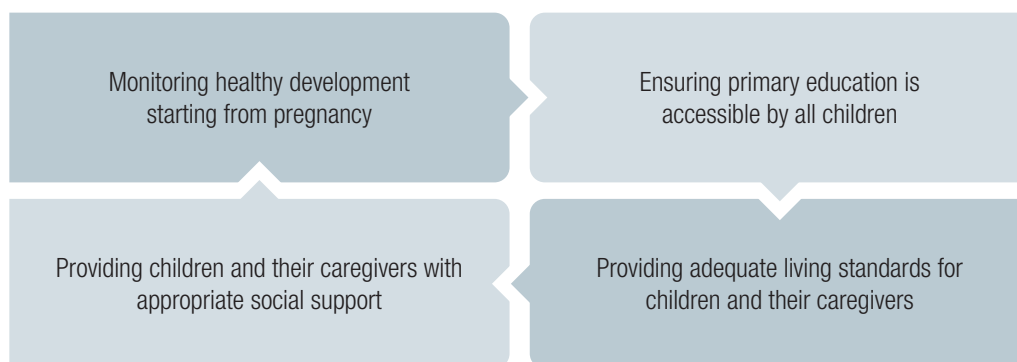 Monitoring healthy development
starting from pregnancy
Ensuring primary education is
accessible by all children
Providing children and their caregivers with
appropriate social support
Providing adequate living standards for
children and their caregivers